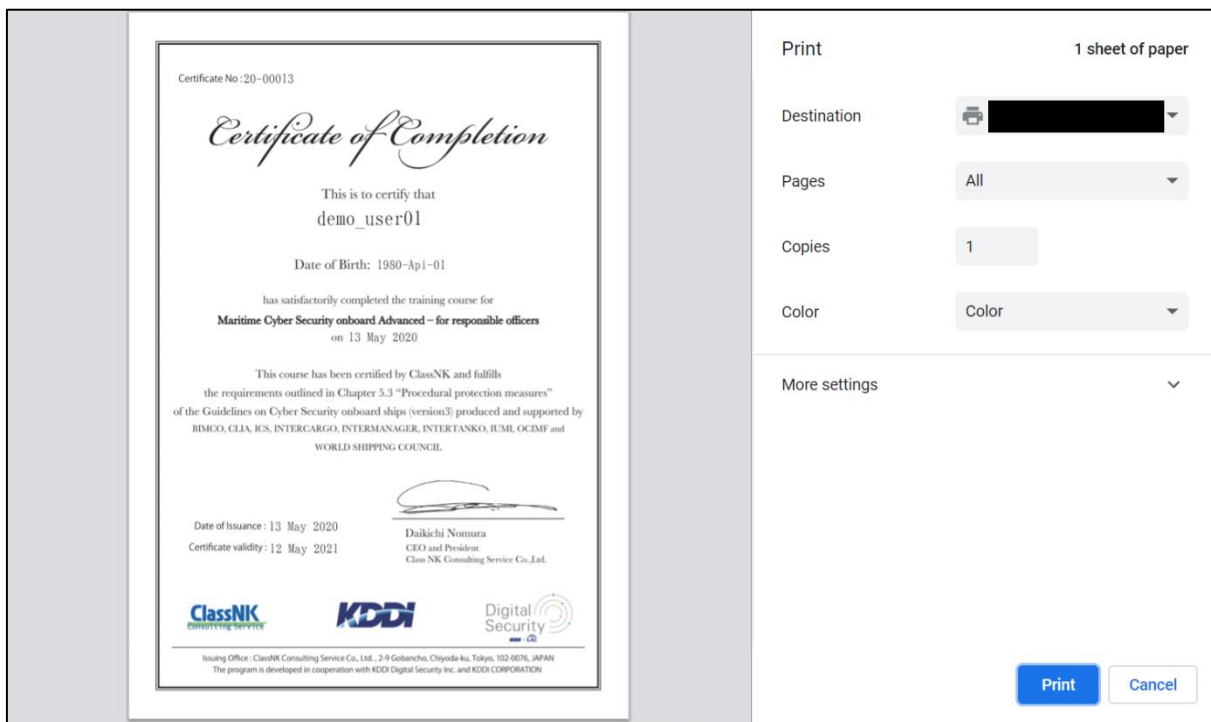 Certificate No : 20-00013
Certificate of Completion
This is to certify that
demo_user01
Date of Birth: 1980-Api-01
has satisfactorily completed the training course for
Maritime Cyber Security onboard Advanced – for responsible officers
on 13 May 2020
This course has been certified by ClassNK and fulfills
the requirements outlined in Chapter 5.3 “Procedural protection measures”
of the Guidelines on Cyber Security onboard ships (version3) produced and supported by
BIMCO, CLIA, ICS, INTERCARGO, INTERMANAGER, INTERTANKO, IUMI, OCIMF and
WORLD SHIPPING COUNCIL
Date of Issuance : 13 May 2020
Certificate validity : 12 May 2021
Daikichi Nomura
CEO and President
Class NK Consulting Service Co.,Ltd.
ClassNK
Consulting Service
KDDI
Digital
Security
Issuing Office : ClassNK Consulting Service Co., Ltd. , 2-9 Gobancho, Chiyoda-ku, Tokyo, 102-0076, JAPAN
The program is developed in cooperation with KDDI Digital Security Inc. and KDDI CORPORATION
Print
1 sheet of paper
Destination
Pages
All
Copies
1
Color
Color
More settings
Print
Cancel